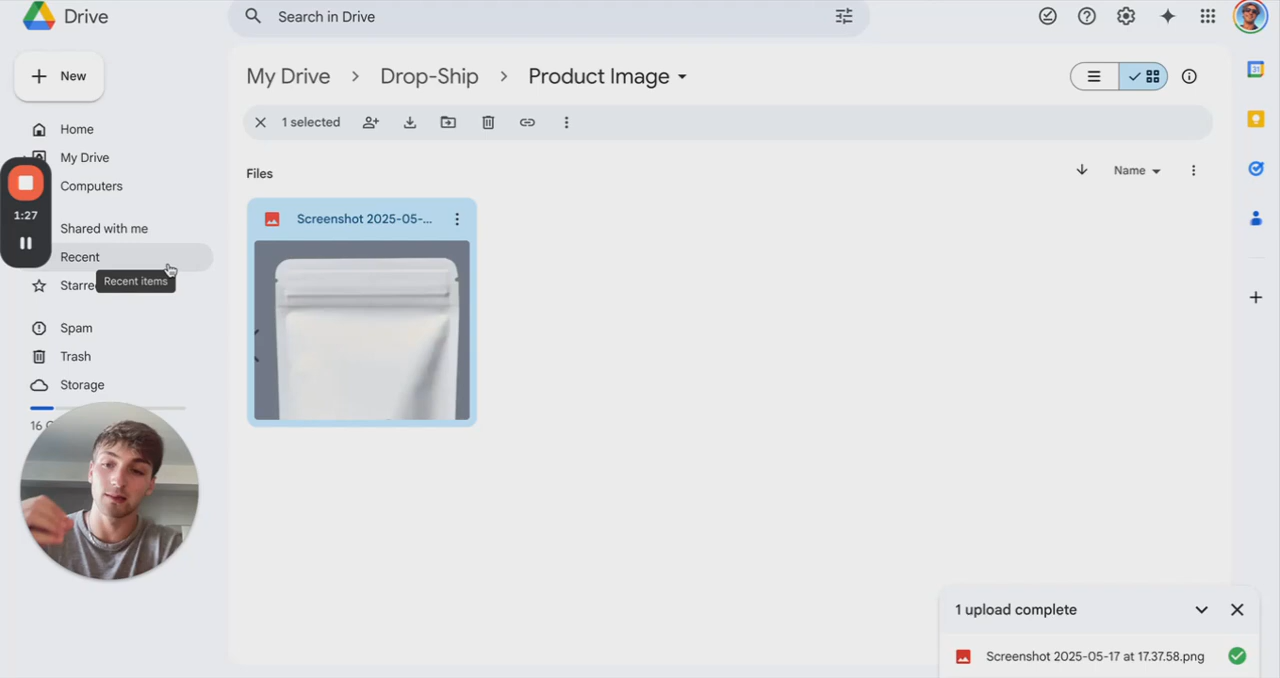 Drive
Search in Drive
New
My Drive > Drop-Ship > Product Image
1 selected
Home
My Drive
Computers
Shared with me
Recent
Recent items
Starre
Spam
Trash
Storage
16
1:27
Files
Name
Screenshot 2025-05-...
31
1 upload complete
Screenshot 2025-05-17 at 17.37.58.png